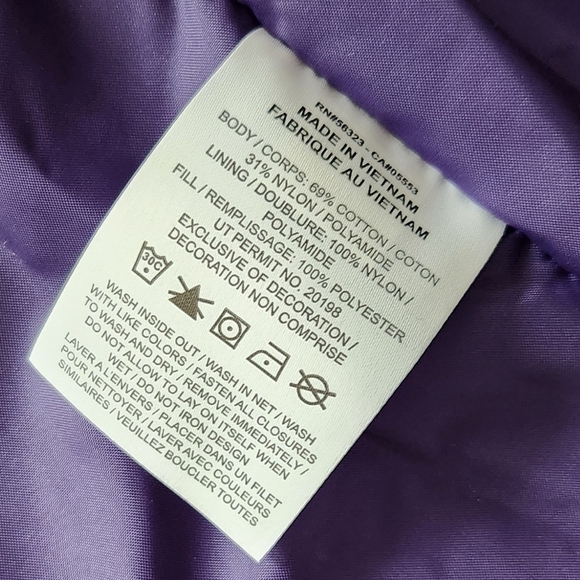 RN#56323 - CA#05553
MADE IN VIETNAM
FABRIQUE AU VIETNAM
BODY / CORPS: 69% COTTON / COTON
31% NYLON / POLYAMIDE
LINING / DOUBLURE: 100% NYLON /
POLYAMIDE
FILL / REMPLISSAGE: 100% POLYESTER
UT PERMIT NO. 20198
EXCLUSIVE OF DECORATION /
DECORATION NON COMPRISE
30C
WASH INSIDE OUT / WASH IN NET / WASH
WITH LIKE COLORS / FASTEN ALL CLOSURES
TO WASH AND DRY / REMOVE IMMEDIATELY /
DO NOT ALLOW TO LAY ON ITSELF WHEN
WET / DO NOT IRON DESIGN
LAVER A L'ENVERS / PLACER DANS UN FILET
POUR NETTOYER / LAVER AVEC COULEURS
SIMILAIRES / VEUILLEZ BOUCLER TOUTES